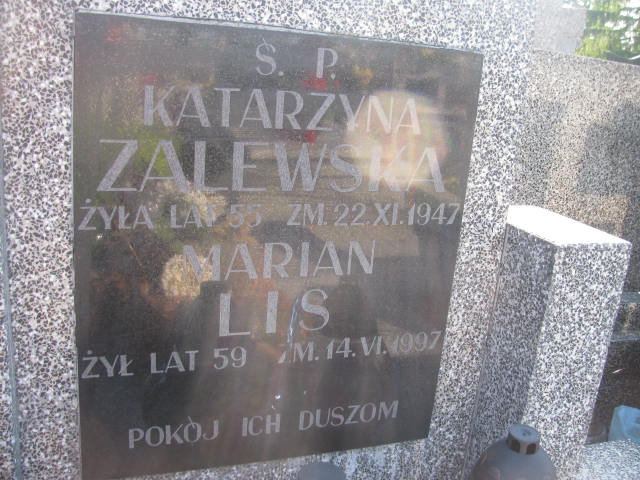 Ś. P.
KATARZYNA
ZALEWSKA
ŻYŁA LAT 55 ZM. 22. XI. 1947
MARIAN
LIS
ŻYŁ LAT 59 ZM. 14. VI. 1997
POKÓJ ICH DUSZOM